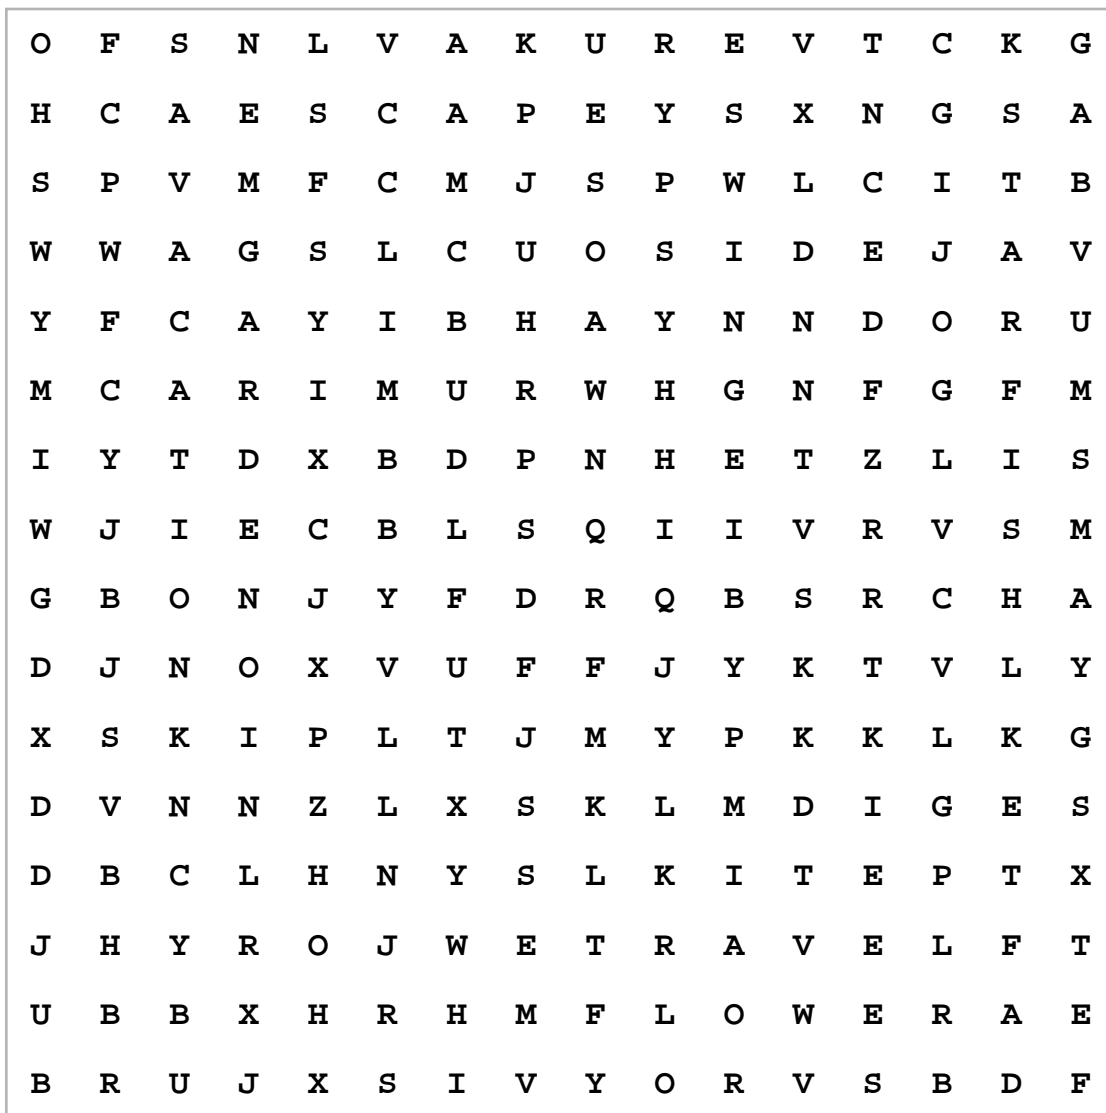 O F S N L V A K U R E V T C K G
H C A E S C A P E Y S X N G S A
S P V M F C M J S P W L C I T B
W W A G S L C U O S I D E J A V
Y F C A Y I B H A Y N N D O R U
M C A R I M U R W H G N F G F M
I Y T D X B D P N H E T Z L I S
W J I E C B L S Q I I V R V S M
G B O N J Y F D R Q B S R C H A
D J N O X V U F F J Y K T V L Y
X S K I P L T J M Y P K K L K G
D V N N Z L X S K L M D I G E S
D B C L H N Y S L K I T E P T X
J H Y R O J W E T R A V E L F T
U B B X H R H M F L O W E R A E
B R U J X S I V Y O R V S B D F